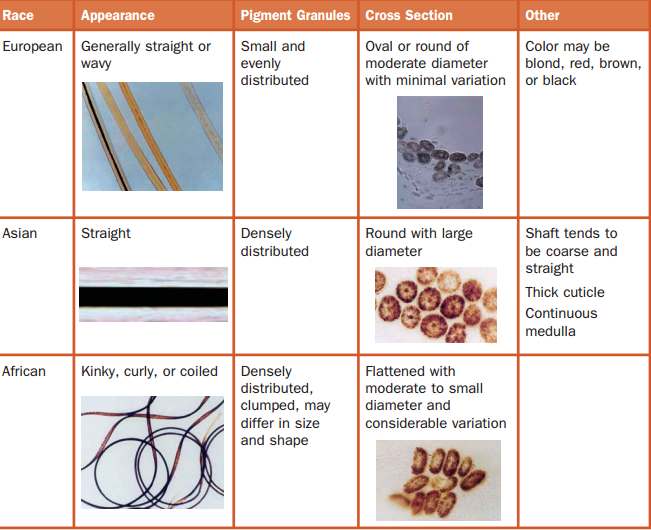 Race Appearance Pigment Granules Cross Section Other
European
Generally straight or
wavy
Small and
evenly
distributed
Oval or round of
moderate diameter
with minimal variation
Color may be
blond, red, brown,
or black
Asian
Straight
Densely
distributed
Round with large
diameter
Shaft tends to
be coarse and
straight
Thick cuticle
Continuous
medulla
African
Kinky, curly, or coiled
Densely
distributed,
clumped, may
differ in size
and shape
Flattened with
moderate to small
diameter and
considerable variation